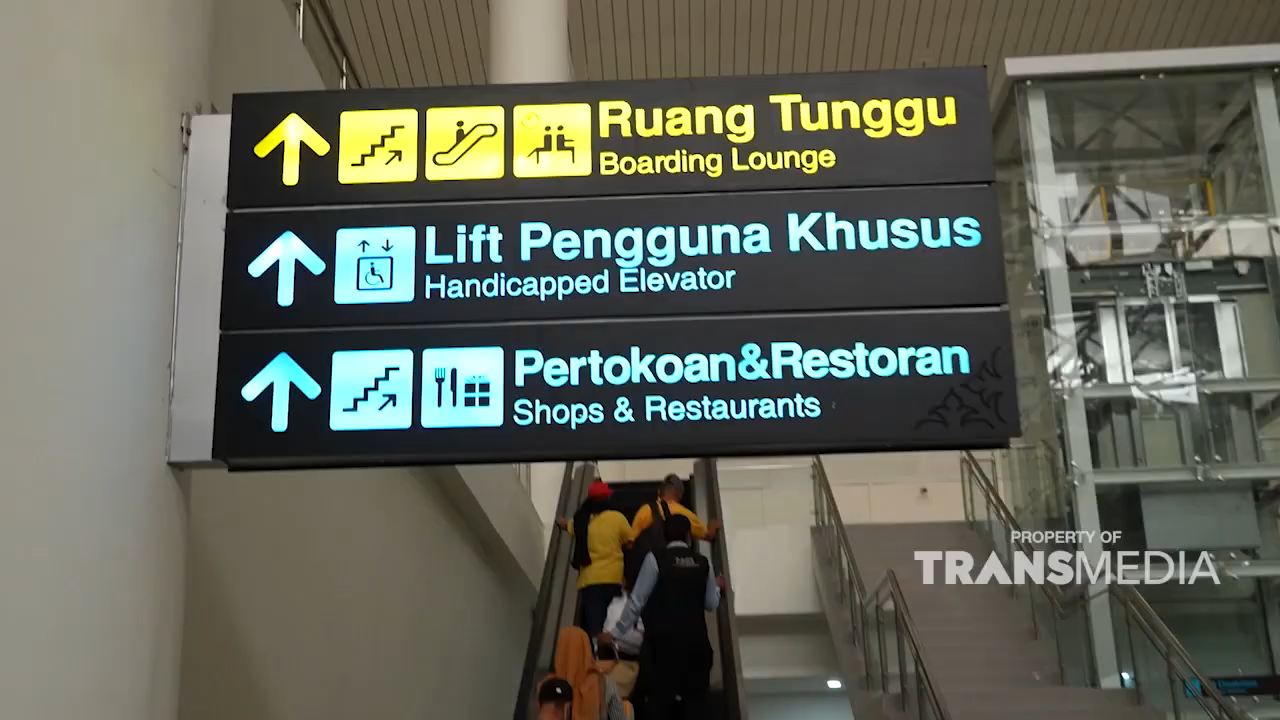 Ruang Tunggu
Boarding Lounge
Lift Pengguna Khusus
Handicapped Elevator
Pertokoan&Restoran
Shops & Restaurants
PROPERTY OF
TRANSMEDIA